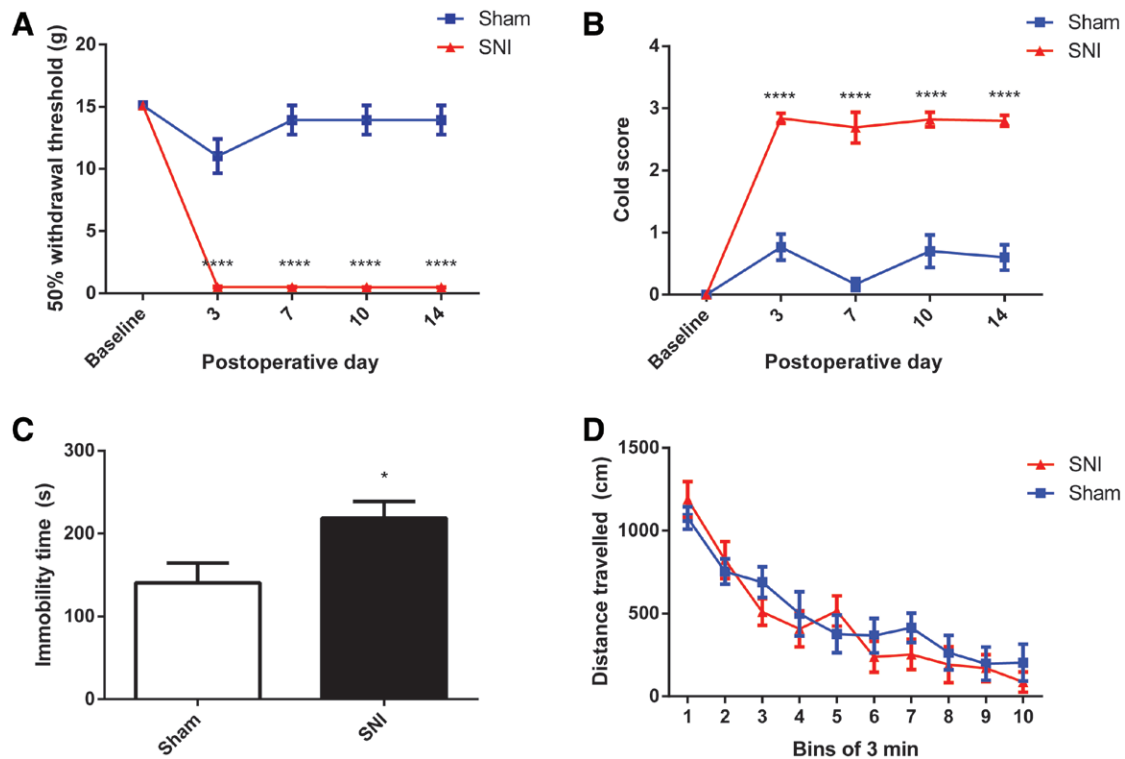 A
Sham
SNI
50% withdrawal threshold (g)
20
15
10
5
0
**** **** **** ****
Baseline 3 7 10 14
Postoperative day
B
Sham
SNI
Cold score
4
3
2
1
0
**** **** **** ****
Baseline 3 7 10 14
Postoperative day
C
Immobility time (s)
300
200
100
0
*
Sham SNI
D
SNI
Sham
Distance travelled (cm)
1500
1000
500
0
1 2 3 4 5 6 7 8 9 10
Bins of 3 min